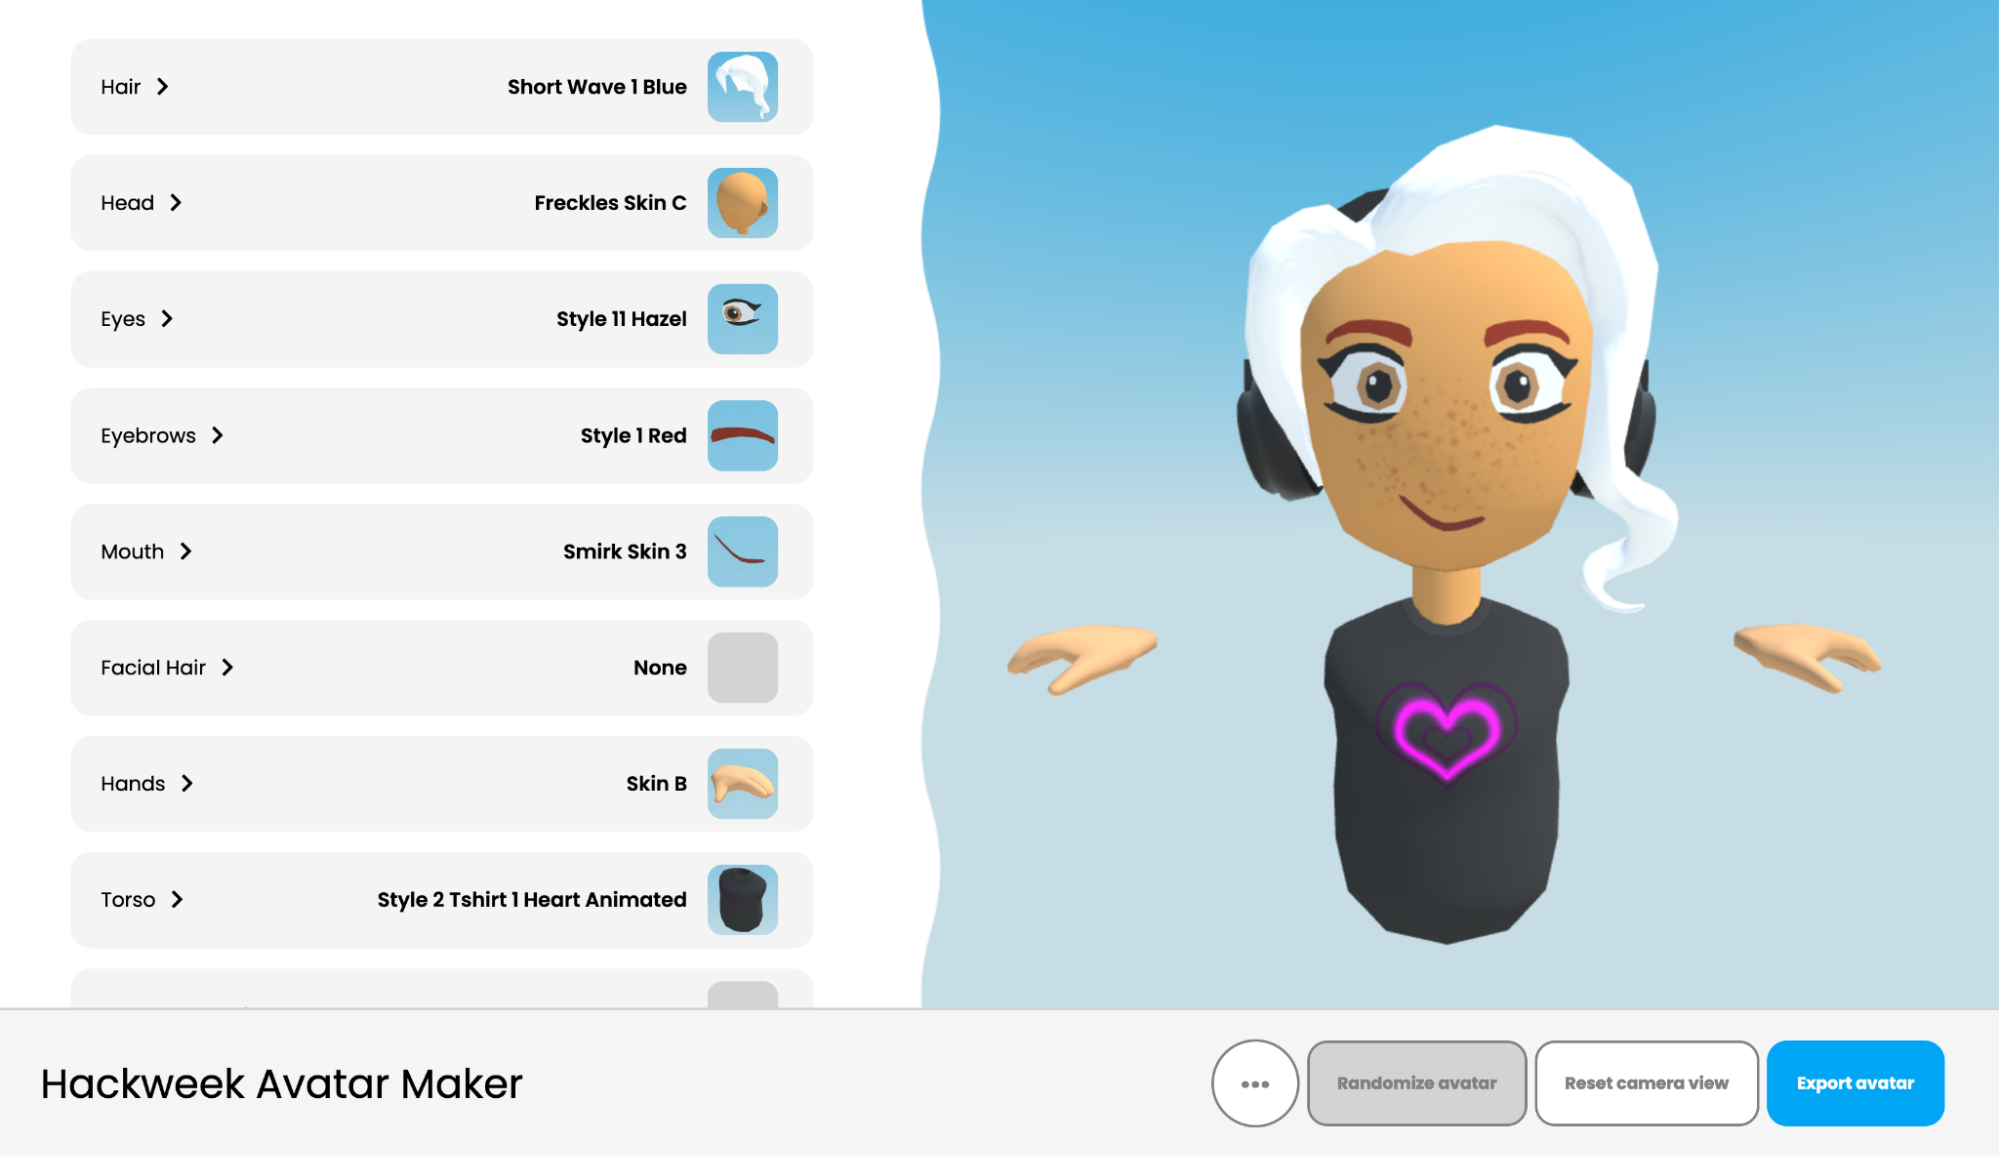 Hair Short Wave 1 Blue
Head Freckles Skin C
Eyes Style 11 Hazel
Eyebrows Style 1 Red
Mouth Smirk Skin 3
Facial Hair None
Hands Skin B
Torso Style 2 Tshirt 1 Heart Animated
Hackweek Avatar Maker
Randomize avatar
Reset camera view
Export avatar